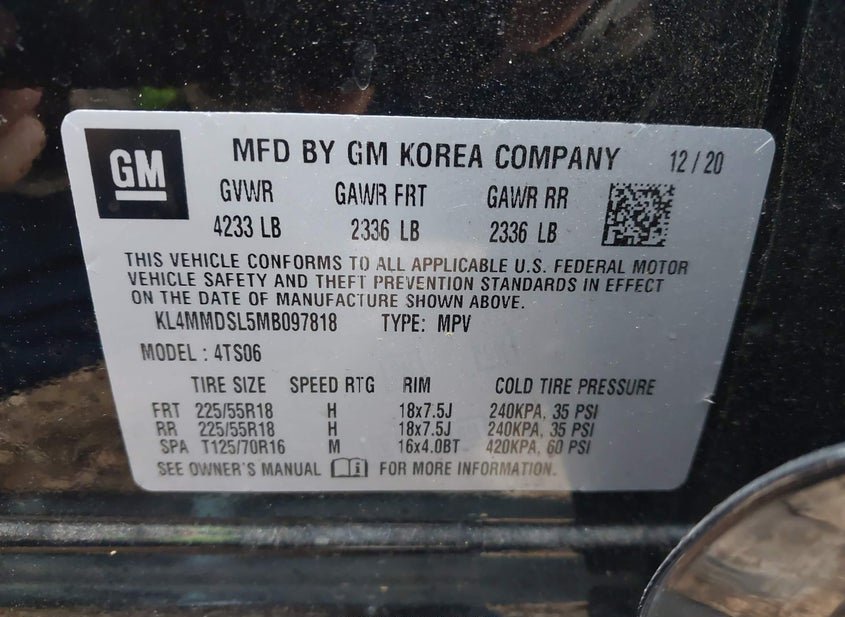 GM MFD BY GM KOREA COMPANY 12/20
GVWR GAWR FRT GAWR RR
4233 LB 2336 LB 2336 LB
THIS VEHICLE CONFORMS TO ALL APPLICABLE U.S. FEDERAL MOTOR
VEHICLE SAFETY AND THEFT PREVENTION STANDARDS IN EFFECT
ON THE DATE OF MANUFACTURE SHOWN ABOVE.
KL4MMDSL5MB097818 TYPE: MPV
MODEL : 4TS06
TIRE SIZE SPEED RTG RIM COLD TIRE PRESSURE
FRT 225/55R18 H 18x7.5J 240KPA, 35 PSI
RR 225/55R18 H 18x7.5J 240KPA, 35 PSI
SPA T125/70R16 M 16x4.0BT 420KPA, 60 PSI
SEE OWNER'S MANUAL FOR MORE INFORMATION.